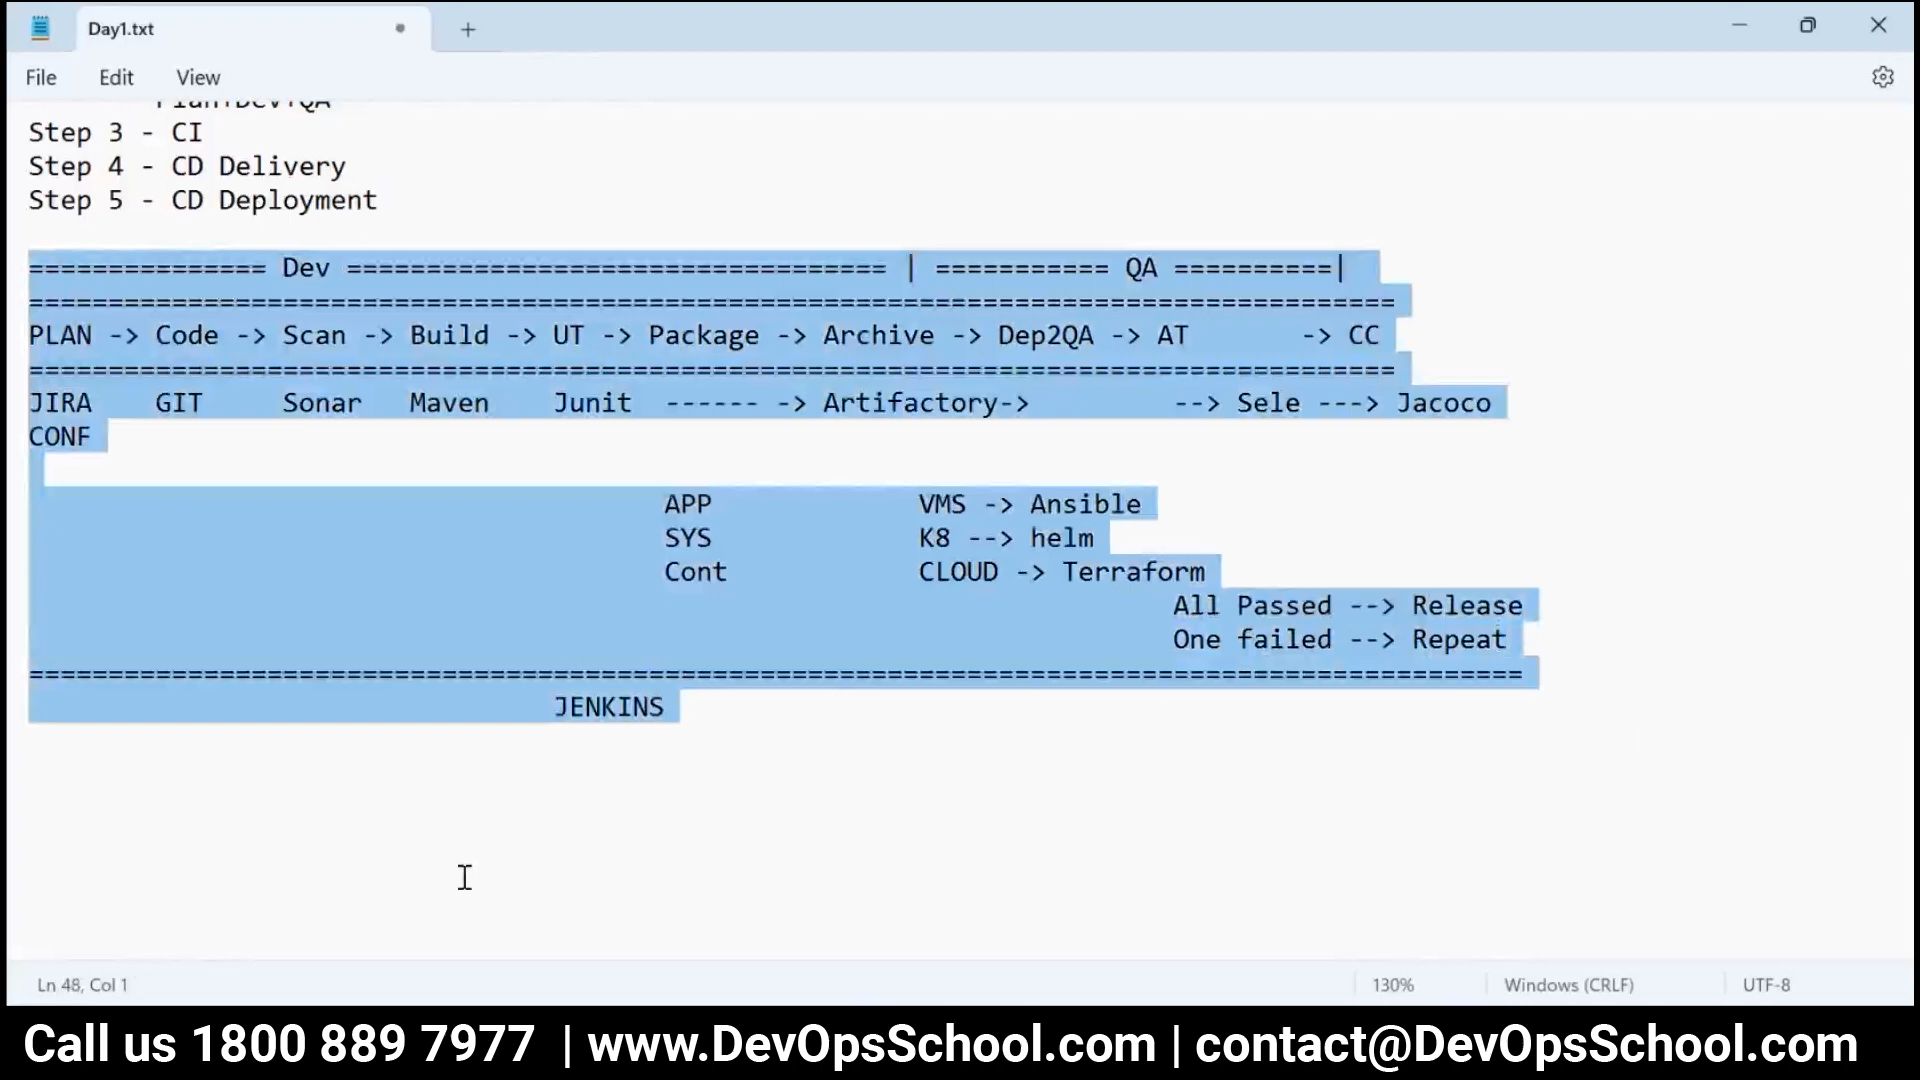 Day1.txt
File Edit View
Plan+Dev+QA
Step 3 - CI
Step 4 - CD Delivery
Step 5 - CD Deployment
=============== Dev ================================== | =========== QA ==========|
======================================================================================
PLAN -> Code -> Scan -> Build -> UT -> Package -> Archive -> Dep2QA -> AT -> CC
======================================================================================
JIRA GIT Sonar Maven Junit ------ -> Artifactory-> --> Sele ---> Jacoco
CONF
APP VMS -> Ansible
SYS K8 --> helm
Cont CLOUD -> Terraform
All Passed --> Release
One failed --> Repeat
==============================================================================================
JENKINS
Ln 48, Col 1 130% Windows (CRLF) UTF-8
Call us 1800 889 7977 | www.DevOpsSchool.com | contact@DevOpsSchool.com